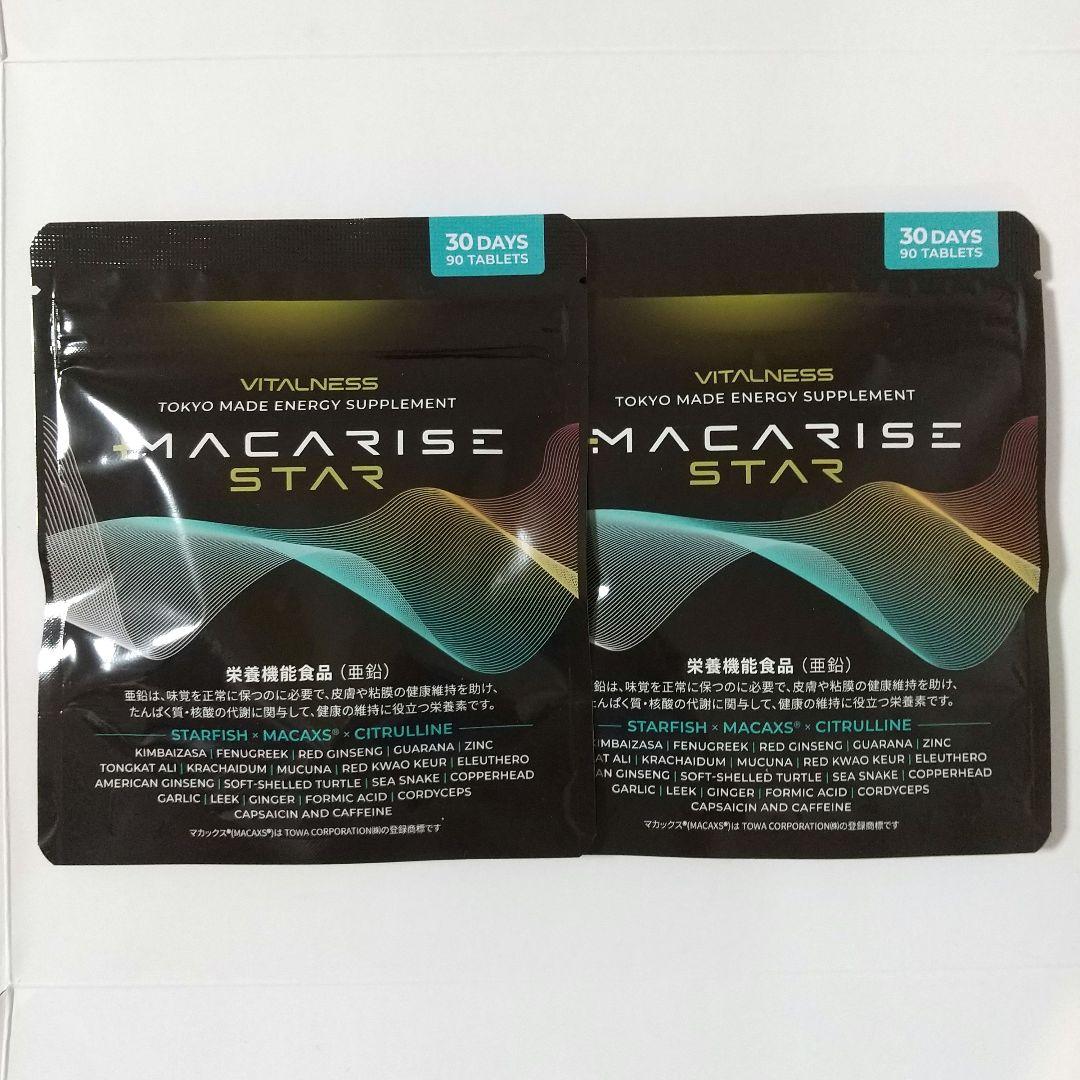 30 DAYS
90 TABLETS
VITALNESS
TOKYO MADE ENERGY SUPPLEMENT
+MACARISE
STAR
栄養機能食品（亜鉛）
亜鉛は、味覚を正常に保つのに必要で、皮膚や粘膜の健康維持を助け、
たんぱく質・核酸の代謝に関与して、健康の維持に役立つ栄養素です。
STARFISH × MACAXS® × CITRULLINE
KIMBAIZASA | FENUGREEK | RED GINSENG | GUARANA | ZINC
TONGKAT ALI | KRACHAIDUM | MUCUNA | RED KWAO KEUR | ELEUTHERO
AMERICAN GINSENG | SOFT-SHELLED TURTLE | SEA SNAKE | COPPERHEAD
GARLIC | LEEK | GINGER | FORMIC ACID | CORDYCEPS
CAPSAICIN AND CAFFEINE
マカックス®(MACAXS®)は TOWA CORPORATION㈱の登録商標です
30 DAYS
90 TABLETS
VITALNESS
TOKYO MADE ENERGY SUPPLEMENT
MACARISE
STAR
栄養機能食品（亜鉛）
鉛は、味覚を正常に保つのに必要で、皮膚や粘膜の健康維持を助け、
たんぱく質・核酸の代謝に関与して、健康の維持に役立つ栄養素です。
STARFISH × MACAXS® × CITRULLINE
KIMBAIZASA | FENUGREEK | RED GINSENG | GUARANA | ZINC
KAT ALI | KRACHAIDUM | MUCUNA | RED KWAO KEUR | ELEUTHERO
AN GINSENG | SOFT-SHELLED TURTLE | SEA SNAKE | COPPERHEAD
GARLIC | LEEK | GINGER | FORMIC ACID | CORDYCEPS
CAPSAICIN AND CAFFEINE
マカックス®(MACAXS®)は TOWA CORPORATION㈱の登録商標です